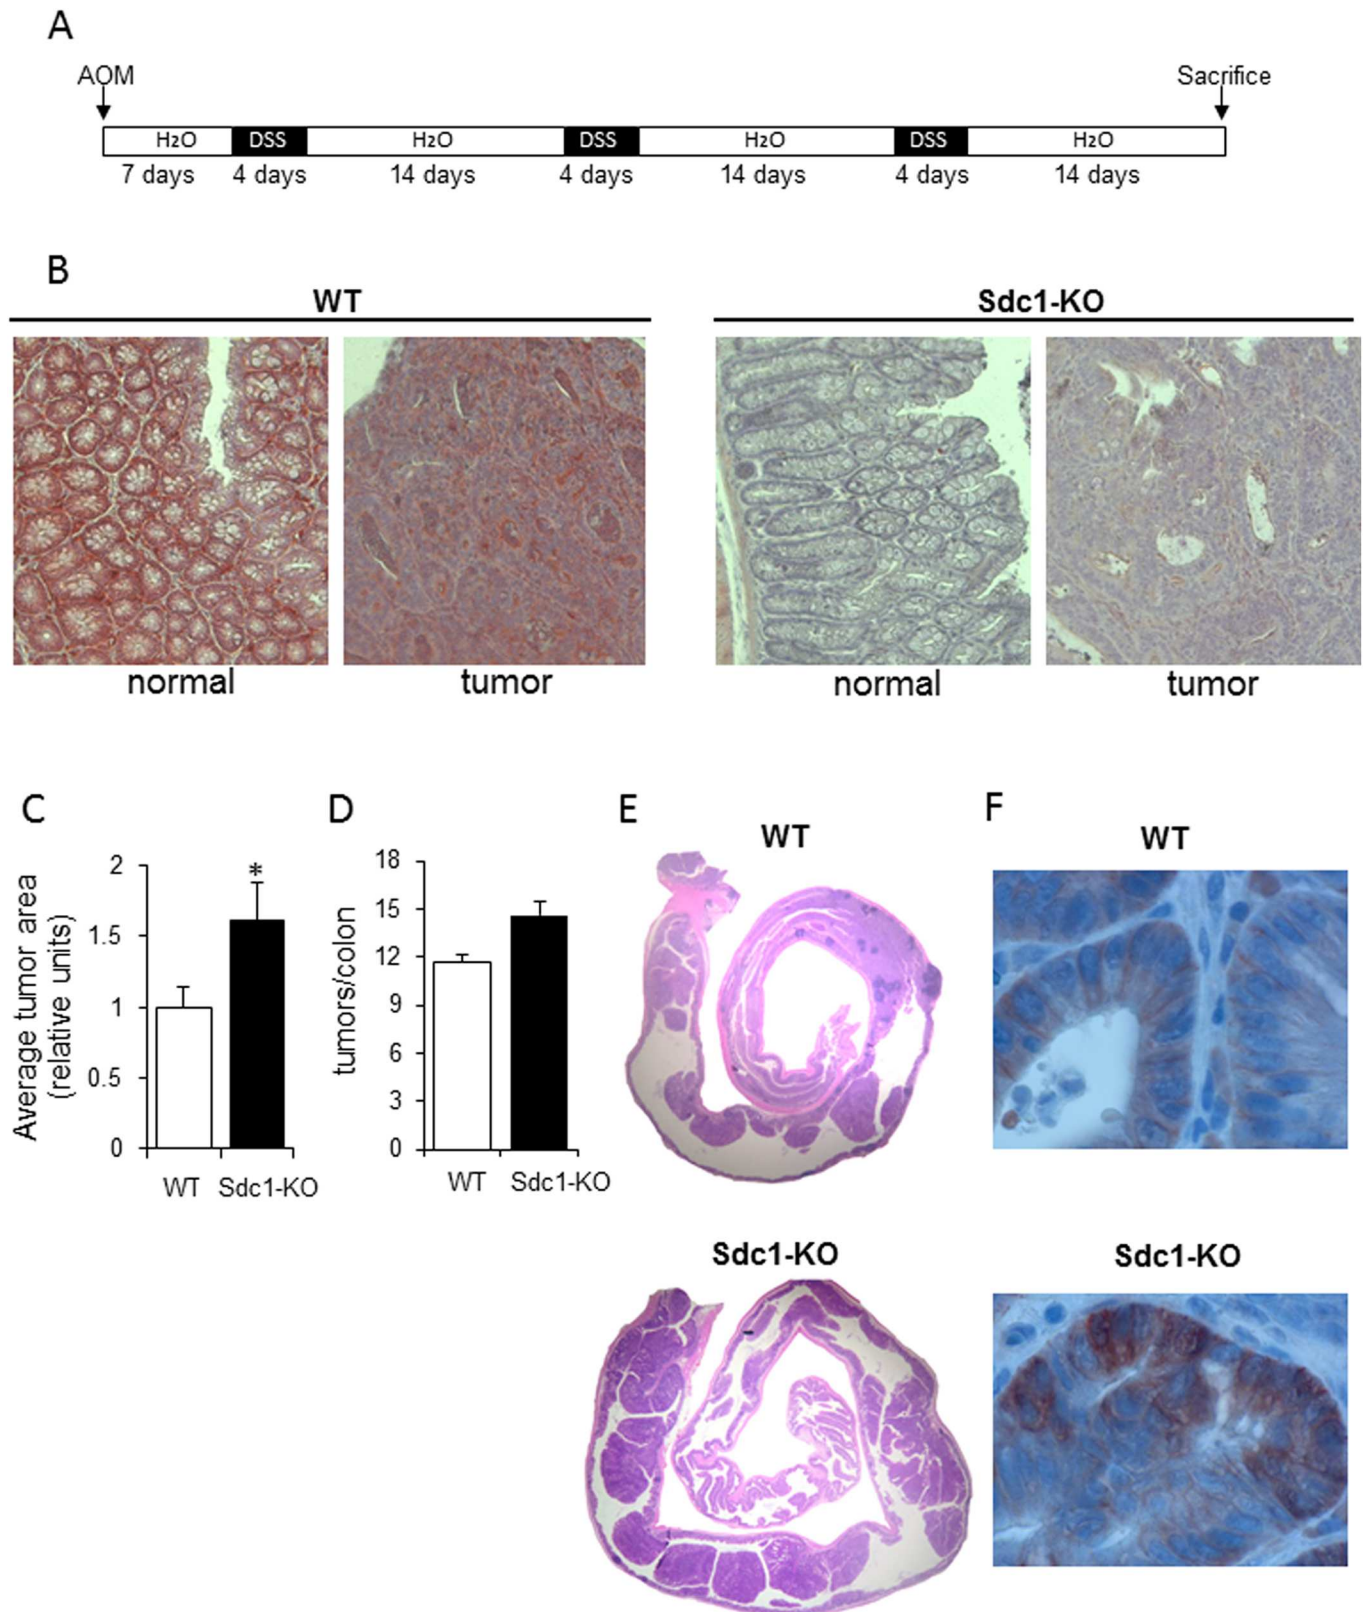 A
AOM
Sacrifice
H2O DSS H2O DSS H2O DSS H2O
7 days 4 days 14 days 4 days 14 days 4 days 14 days
B
WT
Sdc1-KO
normal
tumor
normal
tumor
C
Average tumor area
(relative units)
2
1.5
1
0.5
0
*
WT Sdc1-KO
D
tumors/colon
18
15
12
9
6
3
0
WT Sdc1-KO
E
WT
Sdc1-KO
F
WT
Sdc1-KO